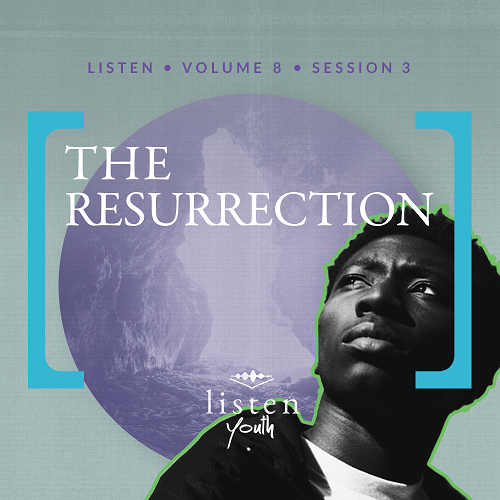 LISTEN • VOLUME 8 • SESSION 3
THE
RESURRECTION
listen
youth